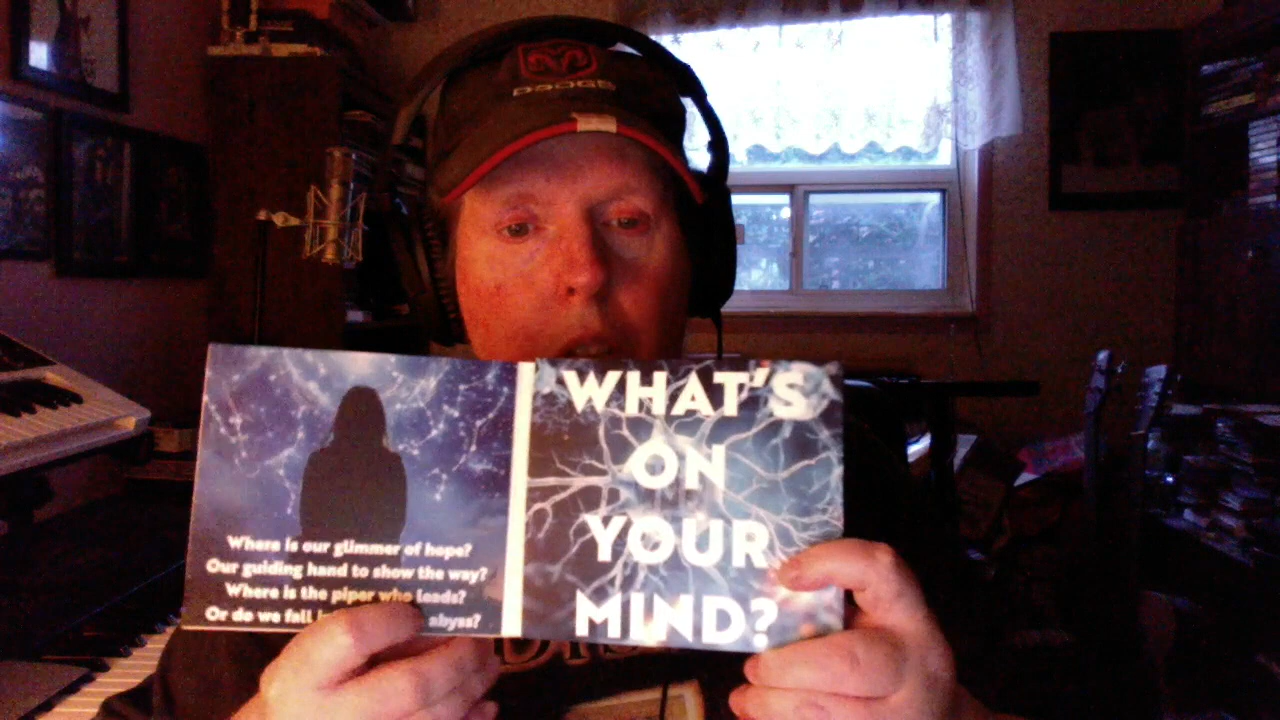 DODGE
Where is our glimmer of hope?
Our guiding hand to show the way?
Where is the piper who leads?
Or do we fall abyss?
WHAT'S
ON
YOUR
MIND?